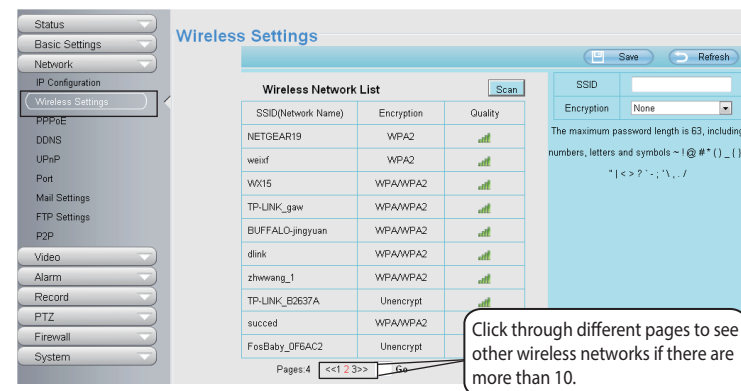 Status
Basic Settings
Network
IP Configuration
Wireless Settings
PPPoE
DDNS
UPnP
Port
Mail Settings
FTP Settings
P2P
Video
Alarm
Record
PTZ
Firewall
System
Wireless Settings
Save Refresh
Wireless Network List Scan
SSID(Network Name) Encryption Quality
NETGEAR19 WPA2
weixf WPA2
WX15 WPA/WPA2
TP-LINK_gaw WPA/WPA2
BUFFALO-jingyuan WPA/WPA2
dlink WPA/WPA2
zhwwang_1 WPA/WPA2
TP-LINK_B2637A Unencrypt
succed WPA/WPA2
FosBaby_0F6AC2 Unencrypt
Pages:4 <<1 2 3>> Go
SSID
Encryption None
The maximum password length is 63, including
numbers, letters and symbols ~ ! @ # * ( ) _ { }
" | < > ? ` - ; ' \ , . /
Click through different pages to see
other wireless networks if there are
more than 10.